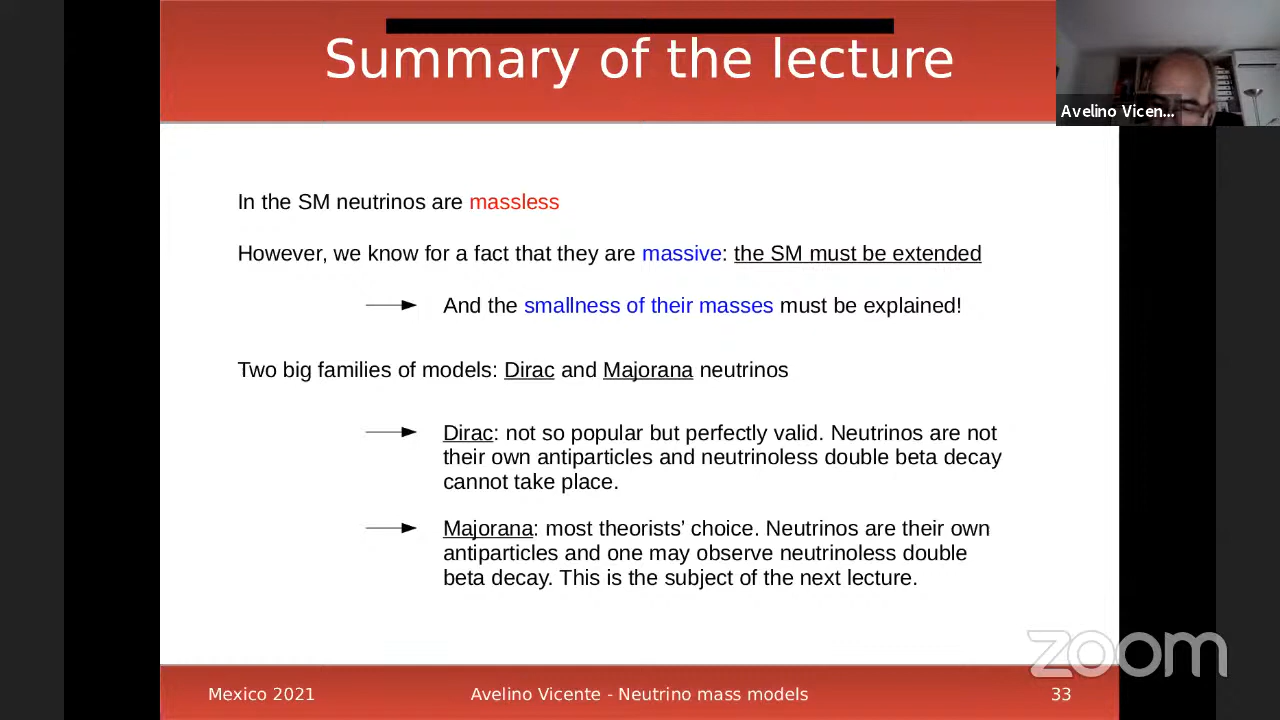 Summary of the lecture
Avelino Vicen...
In the SM neutrinos are massless
However, we know for a fact that they are massive: the SM must be extended
And the smallness of their masses must be explained!
Two big families of models: Dirac and Majorana neutrinos
Dirac: not so popular but perfectly valid. Neutrinos are not
their own antiparticles and neutrinoless double beta decay
cannot take place.
Majorana: most theorists’ choice. Neutrinos are their own
antiparticles and one may observe neutrinoless double
beta decay. This is the subject of the next lecture.
zoom
Mexico 2021
Avelino Vicente - Neutrino mass models
33